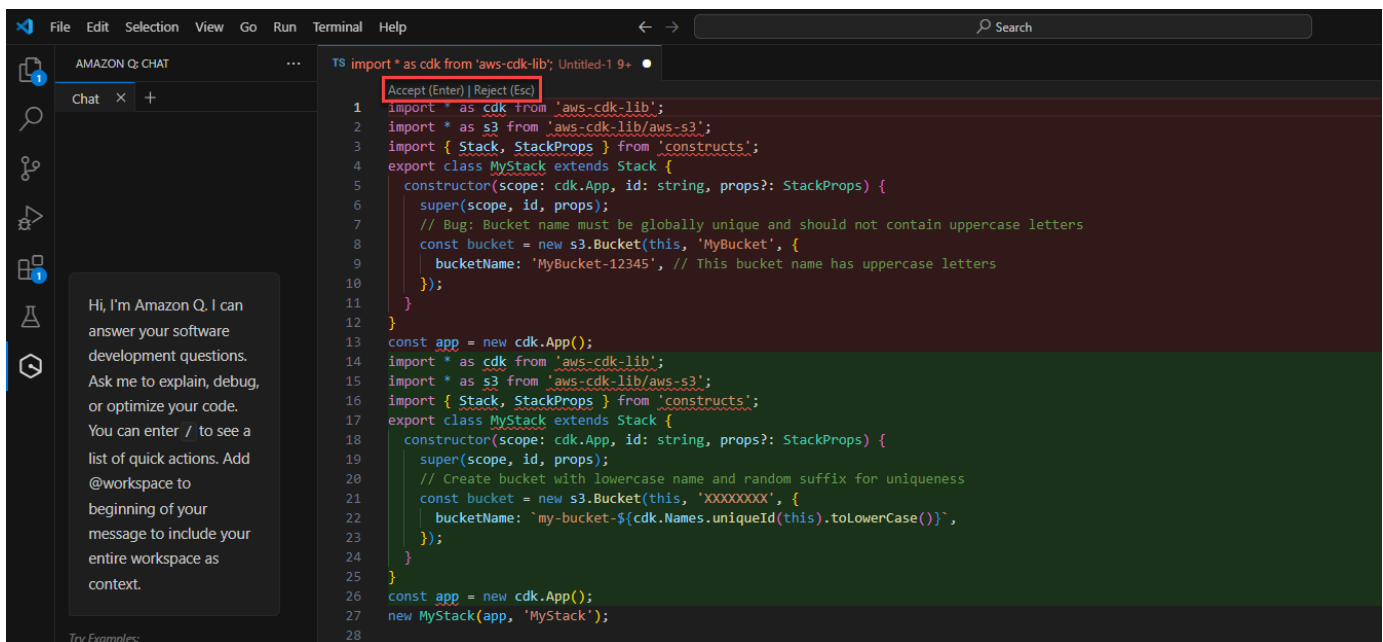 File Edit Selection View Go Run Terminal Help
Search
AMAZON Q: CHAT
Chat
1
1
Hi, I'm Amazon Q. I can
answer your software
development questions.
Ask me to explain, debug,
or optimize your code.
You can enter / to see a
list of quick actions. Add
@workspace to
beginning of your
message to include your
entire workspace as
context.
Try Examples:
TS import * as cdk from 'aws-cdk-lib'; Untitled-1 9+
Accept (Enter) | Reject (Esc)
1 import * as cdk from 'aws-cdk-lib';
2 import * as s3 from 'aws-cdk-lib/aws-s3';
3 import { Stack, StackProps } from 'constructs';
4 export class MyStack extends Stack {
5 constructor(scope: cdk.App, id: string, props?: StackProps) {
6 super(scope, id, props);
7 // Bug: Bucket name must be globally unique and should not contain uppercase letters
8 const bucket = new s3.Bucket(this, 'MyBucket', {
9 bucketName: 'MyBucket-12345', // This bucket name has uppercase letters
10 });
11 }
12 }
13 const app = new cdk.App();
14 import * as cdk from 'aws-cdk-lib';
15 import * as s3 from 'aws-cdk-lib/aws-s3';
16 import { Stack, StackProps } from 'constructs';
17 export class MyStack extends Stack {
18 constructor(scope: cdk.App, id: string, props?: StackProps) {
19 super(scope, id, props);
20 // Create bucket with lowercase name and random suffix for uniqueness
21 const bucket = new s3.Bucket(this, 'XXXXXXXX', {
22 bucketName: `my-bucket-${cdk.Names.uniqueId(this).toLowerCase()}`,
23 });
24 }
25 }
26 const app = new cdk.App();
27 new MyStack(app, 'MyStack');
28